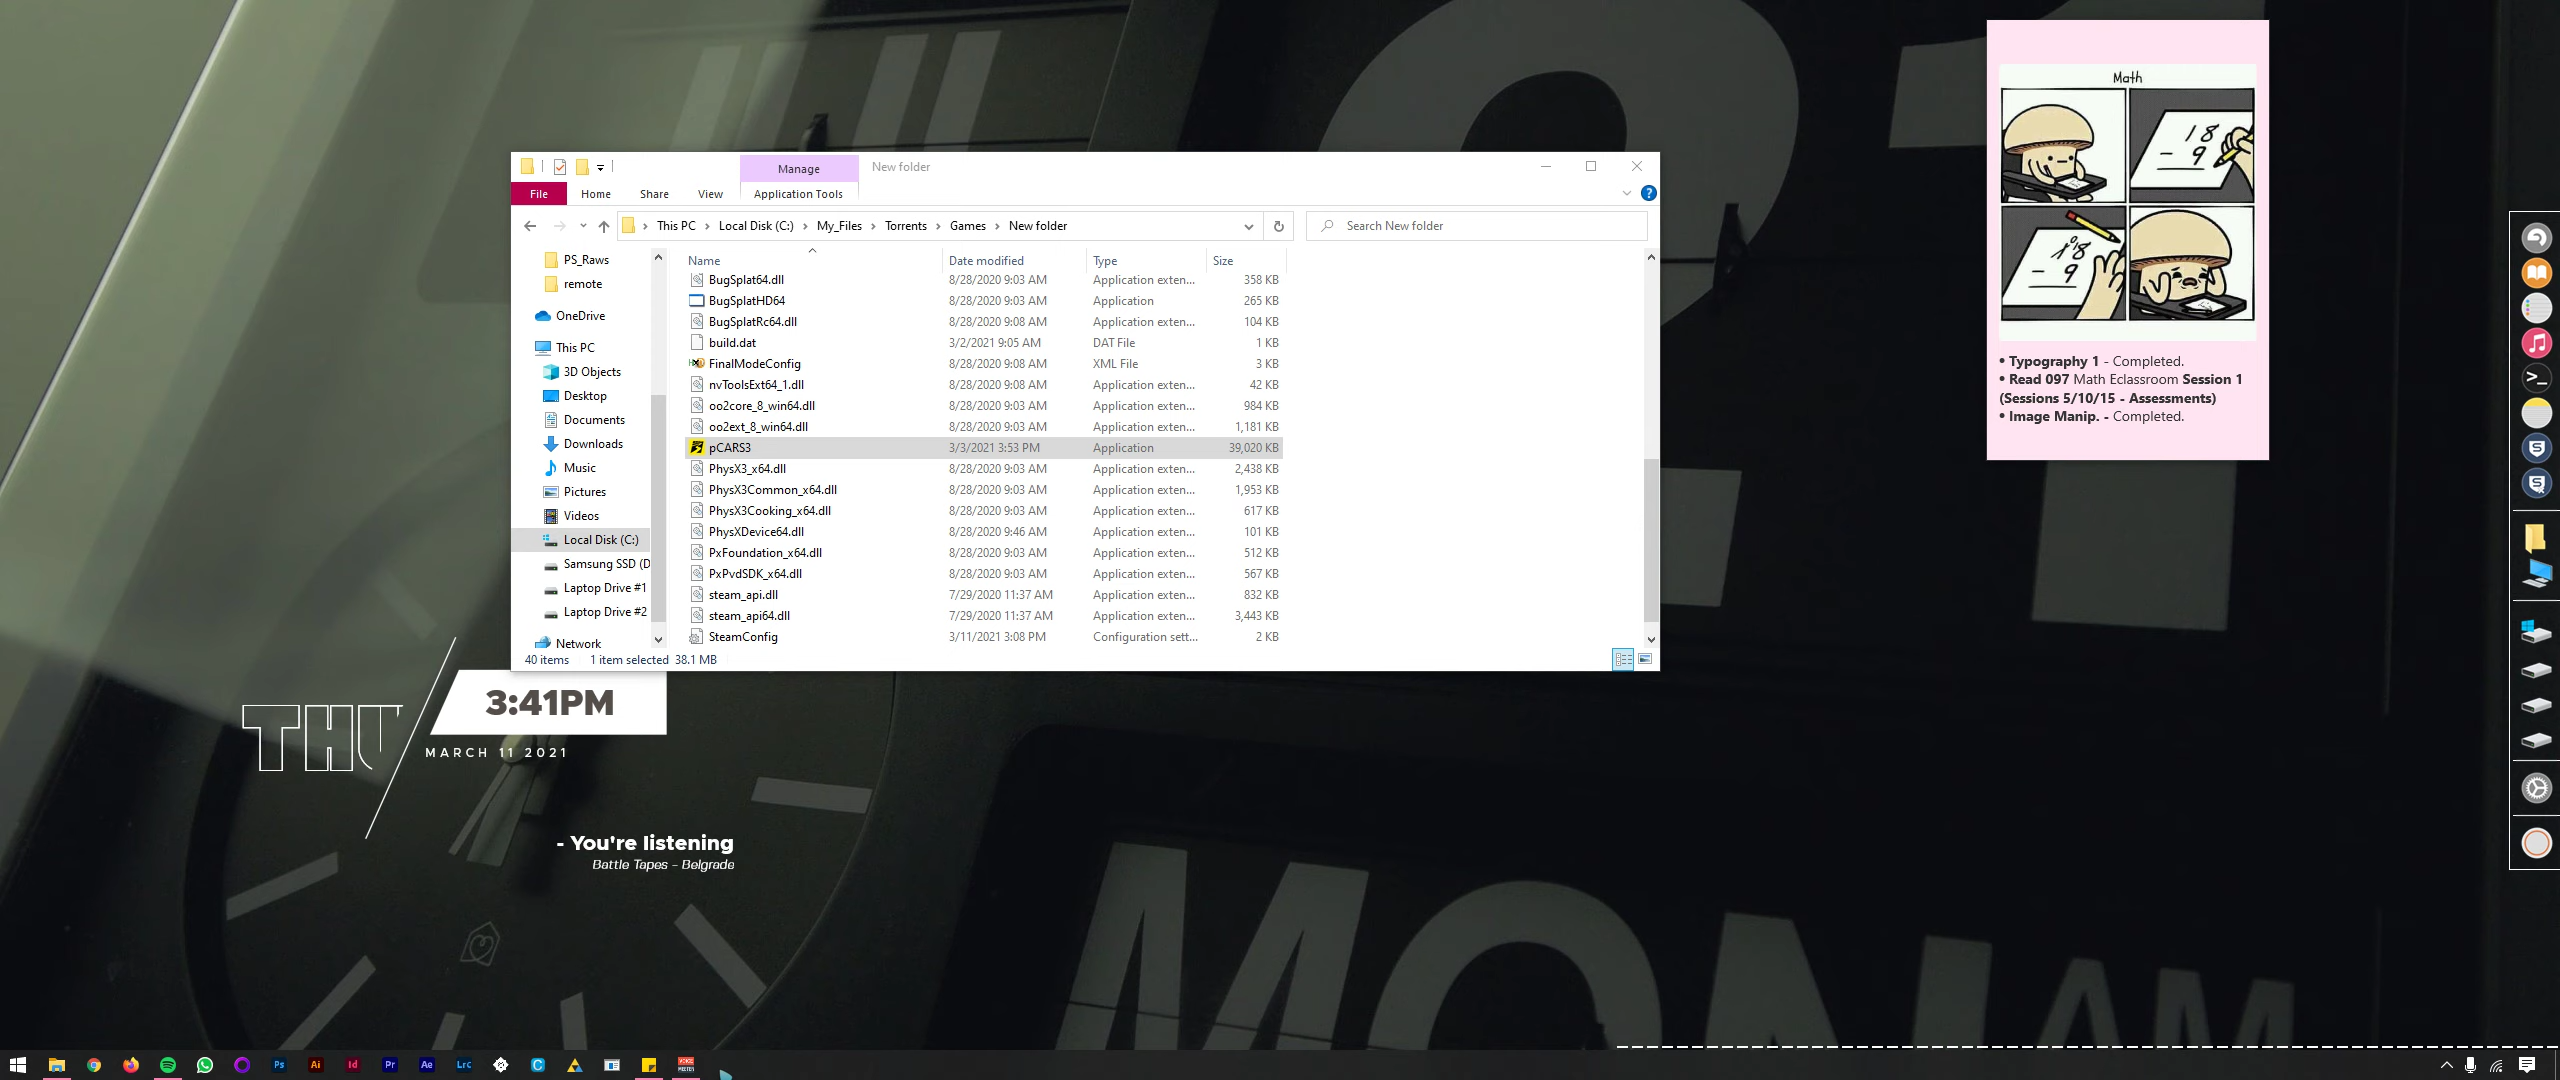 Manage
New folder
File
Home
Share
View
Application Tools
This PC
Local Disk (C:)
My_Files
Torrents
Games
New folder
Search New folder
PS_Raws
remote
OneDrive
This PC
3D Objects
Desktop
Documents
Downloads
Music
Pictures
Videos
Local Disk (C:)
Samsung SSD (D
Laptop Drive #1
Laptop Drive #2
Network
Name Date modified Type Size
BugSplat64.dll 8/28/2020 9:03 AM Application exten... 358 KB
BugSplatHD64 8/28/2020 9:03 AM Application 265 KB
BugSplatRc64.dll 8/28/2020 9:08 AM Application exten... 104 KB
build.dat 3/2/2021 9:05 AM DAT File 1 KB
FinalModeConfig 8/28/2020 9:08 AM XML File 3 KB
nvToolsExt64_1.dll 8/28/2020 9:08 AM Application exten... 42 KB
oo2core_8_win64.dll 8/28/2020 9:03 AM Application exten... 984 KB
oo2ext_8_win64.dll 8/28/2020 9:03 AM Application exten... 1,181 KB
pCARS3 3/3/2021 3:53 PM Application 39,020 KB
PhysX3_x64.dll 8/28/2020 9:03 AM Application exten... 2,438 KB
PhysX3Common_x64.dll 8/28/2020 9:03 AM Application exten... 1,953 KB
PhysX3Cooking_x64.dll 8/28/2020 9:03 AM Application exten... 617 KB
PhysXDevice64.dll 8/28/2020 9:46 AM Application exten... 101 KB
PxFoundation_x64.dll 8/28/2020 9:03 AM Application exten... 512 KB
PxPvdSDK_x64.dll 8/28/2020 9:03 AM Application exten... 567 KB
steam_api.dll 7/29/2020 11:37 AM Application exten... 832 KB
steam_api64.dll 7/29/2020 11:37 AM Application exten... 3,443 KB
SteamConfig 3/11/2021 3:08 PM Configuration sett... 2 KB
40 items 1 item selected 38.1 MB
THU
3:41PM
MARCH 11 2021
- You're listening
Battle Tapes - Belgrade
Math
18
- 9
18
- 9
• Typography 1 - Completed.
• Read 097 Math Eclassroom Session 1
(Sessions 5/10/15 - Assessments)
• Image Manip. - Completed.
MON AM
Ps
Ai
Id
Pr
Ae
Lrc
C
VOICE
MEETER